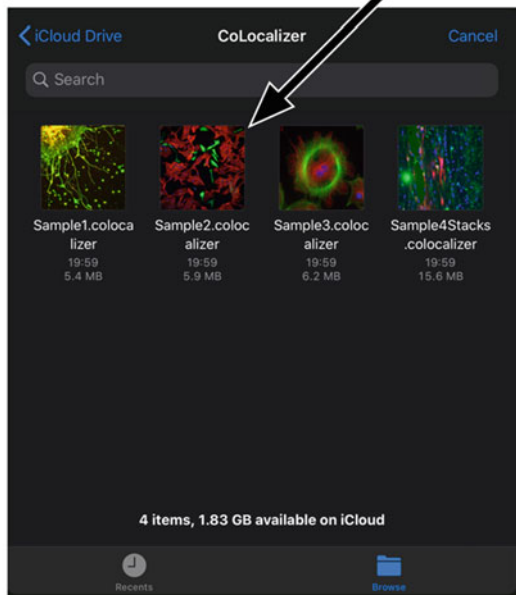 iCloud Drive CoLocalizer Cancel
Search
Sample1.coloca Sample2.coloc Sample3.coloc Sample4Stacks
lizer alizer alizer .colocalizer
19:59 19:59 19:59 19:59
5.4 MB 5.9 MB 6.2 MB 15.6 MB
4 items, 1.83 GB available on iCloud
Recents Browse